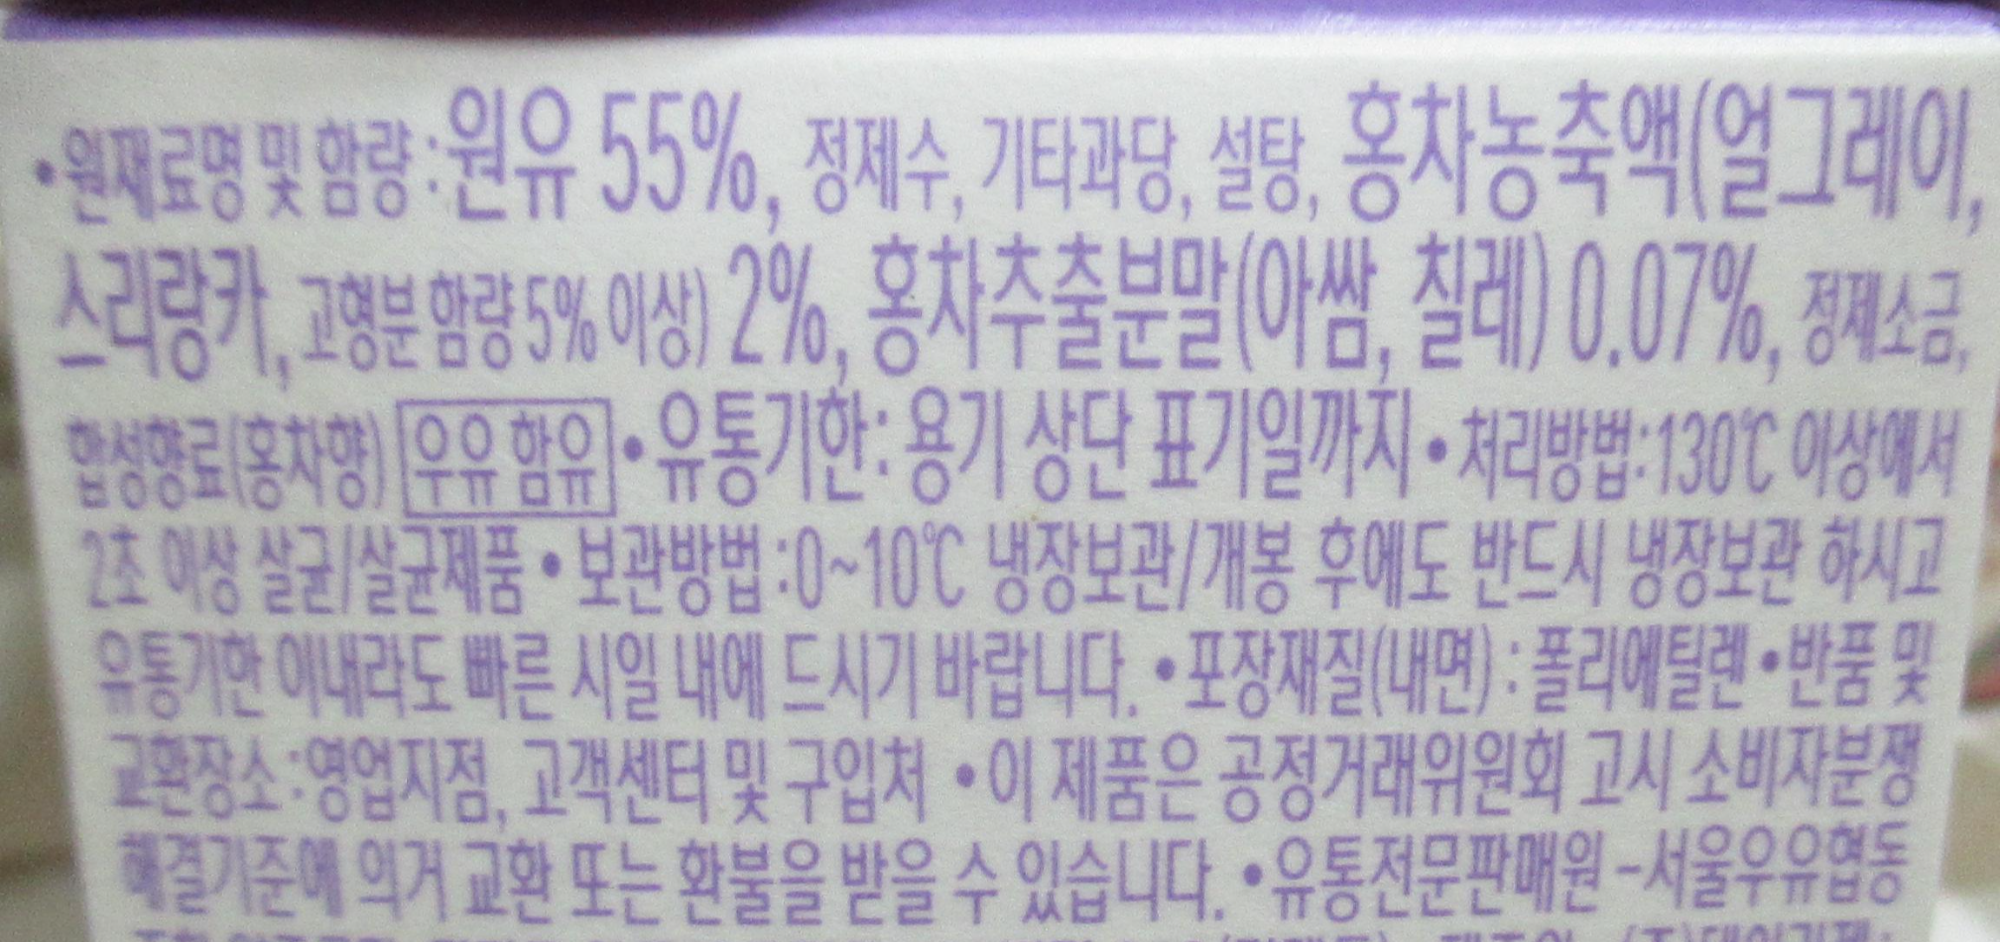 •원재료명 및 함량:원유 55%, 정제수, 기타과당, 설탕, 홍차농축액(얼그레이,
스리랑카, 고형분 함량 5% 이상) 2%, 홍차추출분말(아쌈, 칠레) 0.07%, 정제소금,
합성향료(홍차향) 우유 함유 •유통기한: 용기 상단 표기일까지 •처리방법:130℃ 이상에서
2초 이상 살균/살균제품 • 보관방법:0~10℃ 냉장보관/개봉 후에도 반드시 냉장보관 하시고
유통기한 이내라도 빠른 시일 내에 드시기 바랍니다. •포장재질(내면) : 폴리에틸렌 •반품 및
교환장소:영업지점, 고객센터 및 구입처 •이 제품은 공정거래위원회 고시 소비자분쟁
해결기준에 의거 교환 또는 환불을 받을 수 있습니다. •유통전문판매원-서울우유협동